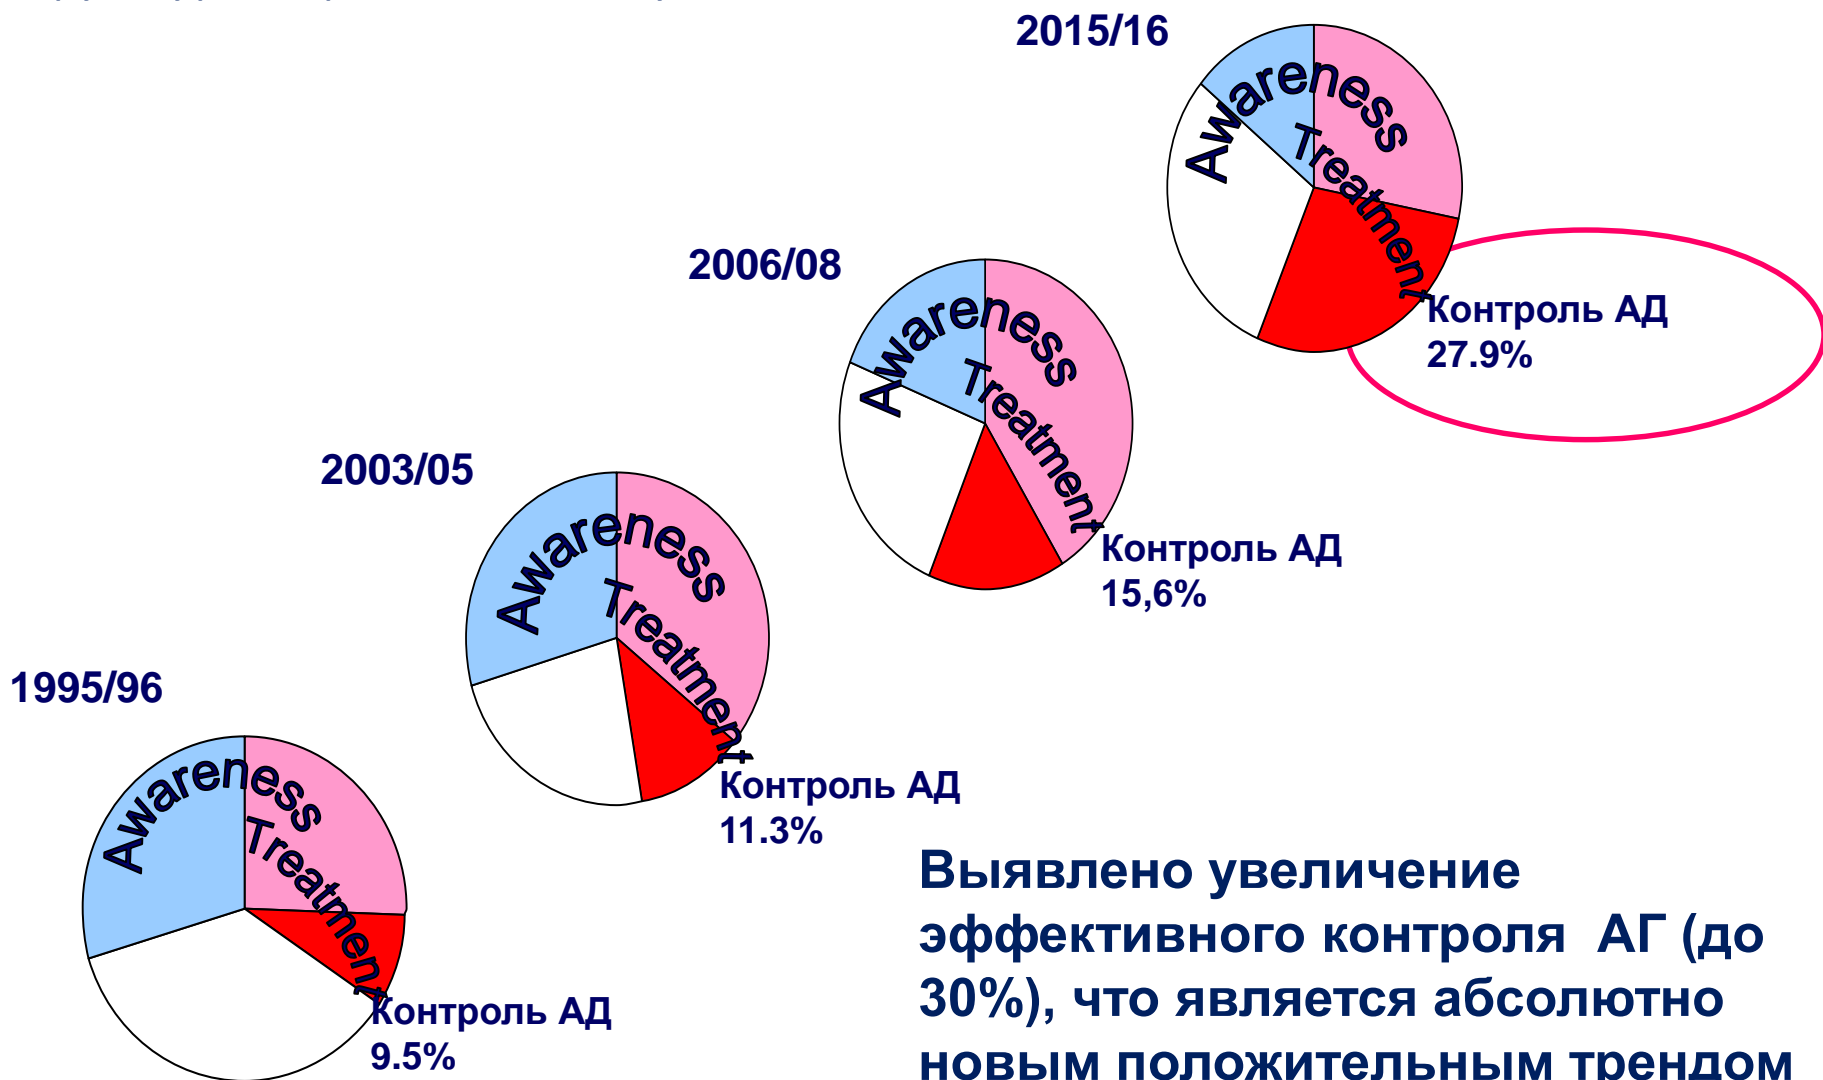 2015/16
Awareness
Treatment
Контроль АД
27.9%
2006/08
Awareness
Treatment
Контроль АД
15,6%
2003/05
Awareness
Treatment
Контроль АД
11.3%
1995/96
Awareness
Treatment
Контроль АД
9.5%
Выявлено увеличение
эффективного контроля АГ (до
30%), что является абсолютно
новым положительным трендом